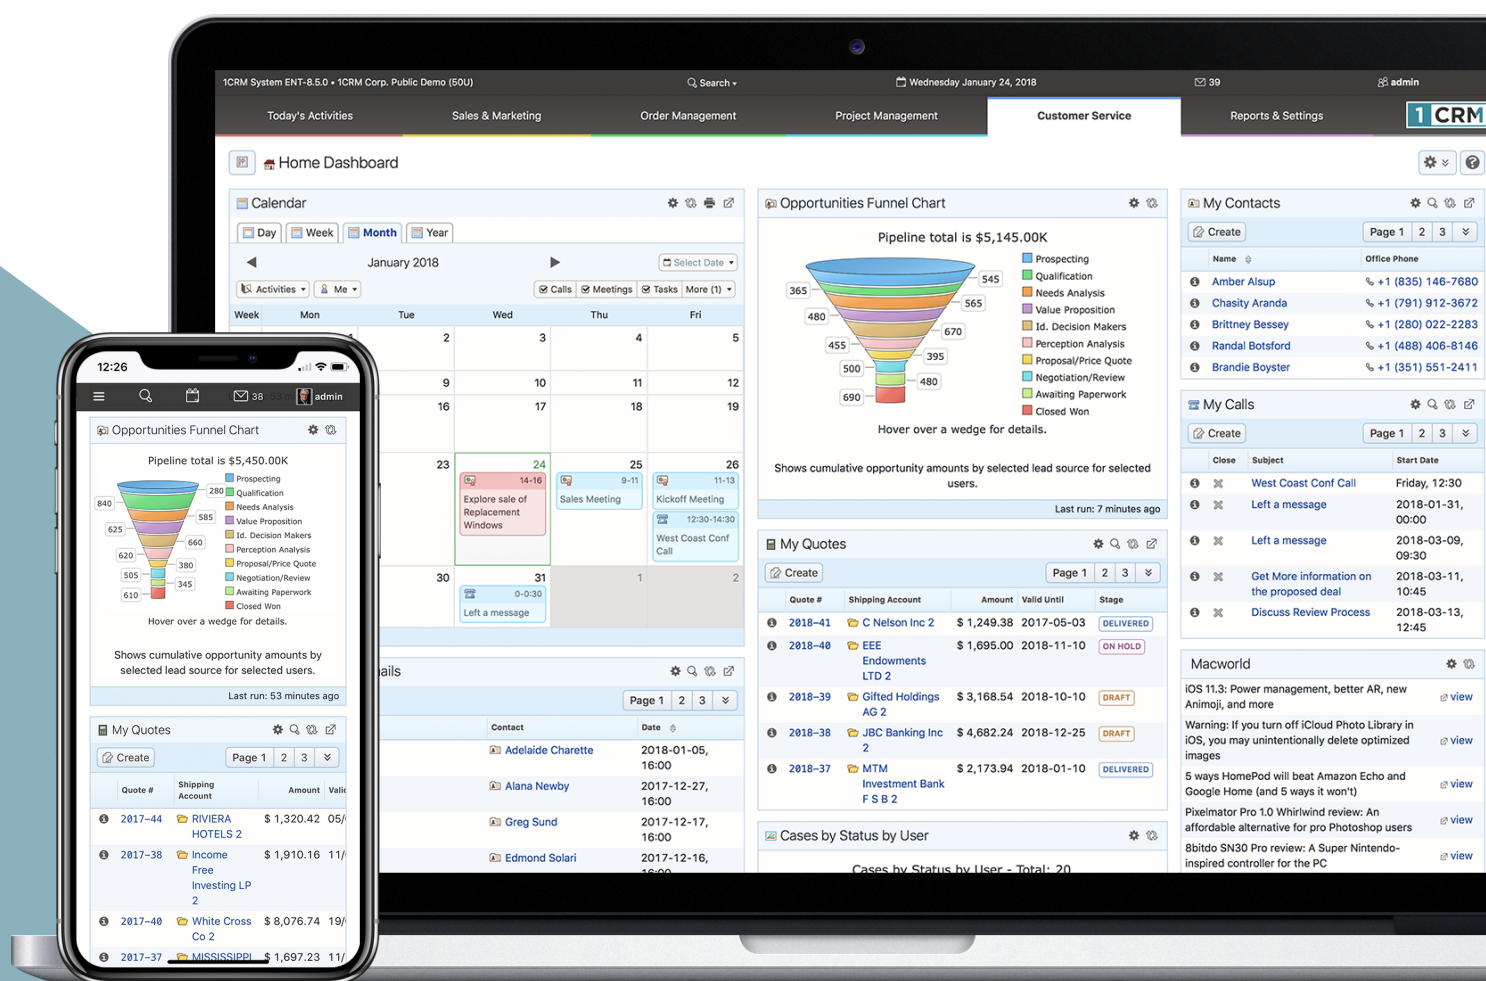 1CRM System ENT-8.5.0 • 1CRM Corp. Public Demo (50U)
Search
Wednesday January 24, 2018
39
admin
Today's Activities
Sales & Marketing
Order Management
Project Management
Customer Service
Reports & Settings
1 CRM
Home Dashboard
Calendar
Day
Week
Month
Year
January 2018
Select Date
Activities
Me
Calls
Meetings
Tasks
More (1)
Week Mon Tue Wed Thu Fri
1 2 3 4 5
9 10 11 12
16 17 18 19
23 24 25 26
14-16
Explore sale of
Replacement
Windows
9-11
Sales Meeting
11-13
Kickoff Meeting
12:30-14:30
West Coast Conf
Call
30 31 1 2
0-0:30
Left a message
ails
Page 1 2 3
Contact Date
Adelaide Charette 2018-01-05,
16:00
Alana Newby 2017-12-27,
16:00
Greg Sund 2017-12-17,
16:00
Edmond Solari 2017-12-16,
16:00
Opportunities Funnel Chart
Pipeline total is $5,145.00K
545
365
565
480
670
455
395
500
480
690
Prospecting
Qualification
Needs Analysis
Value Proposition
Id. Decision Makers
Perception Analysis
Proposal/Price Quote
Negotiation/Review
Awaiting Paperwork
Closed Won
Hover over a wedge for details.
Shows cumulative opportunity amounts by selected lead source for selected
users.
Last run: 7 minutes ago
My Quotes
Create
Page 1 2 3
Quote # Shipping Account Amount Valid Until Stage
2018-41 C Nelson Inc 2 $ 1,249.38 2017-05-03 DELIVERED
2018-40 EEE $ 1,695.00 2018-11-10 ON HOLD
Endowments
LTD 2
2018-39 Gifted Holdings $ 3,168.54 2018-10-10 DRAFT
AG 2
2018-38 JBC Banking Inc $ 4,682.24 2018-12-25 DRAFT
2
2018-37 MTM $ 2,173.94 2018-01-10 DELIVERED
Investment Bank
F S B 2
Cases by Status by User
Cases by Status by User - Total: 20
My Contacts
Create
Page 1 2 3
Name Office Phone
Amber Alsup +1 (835) 146-7680
Chasity Aranda +1 (791) 912-3672
Brittney Bessey +1 (280) 022-2283
Randal Botsford +1 (488) 406-8146
Brandie Boyster +1 (351) 551-2411
My Calls
Create
Page 1 2 3
Close Subject Start Date
West Coast Conf Call Friday, 12:30
Left a message 2018-01-31,
00:00
Left a message 2018-03-09,
09:30
Get More information on 2018-03-11,
the proposed deal 10:45
Discuss Review Process 2018-03-13,
12:45
Macworld
iOS 11.3: Power management, better AR, new
Animoji, and more
view
Warning: If you turn off iCloud Photo Library in
iOS, you may unintentionally delete optimized
images
view
5 ways HomePod will beat Amazon Echo and
Google Home (and 5 ways it won't)
view
Pixelmator Pro 1.0 Whirlwind review: An
affordable alternative for pro Photoshop users
view
8bitdo SN30 Pro review: A Super Nintendo-
inspired controller for the PC
view
12:26
38
admin
Opportunities Funnel Chart
Pipeline total is $5,450.00K
280
840
585
625
660
620
380
505
345
610
Prospecting
Qualification
Needs Analysis
Value Proposition
Id. Decision Makers
Perception Analysis
Proposal/Price Quote
Negotiation/Review
Awaiting Paperwork
Closed Won
Hover over a wedge for details.
Shows cumulative opportunity amounts by
selected lead source for selected users.
Last run: 53 minutes ago
My Quotes
Create
Page 1 2 3
Quote # Shipping Account Amount Valid
2017-44 RIVIERA $ 1,320.42 05/
HOTELS 2
2017-38 Income $ 1,910.16 11/
Free
Investing LP
2
2017-40 White Cross $ 8,076.74 19/
Co 2
2017-37 MISSISSIPPI $ 1,697.23 11/